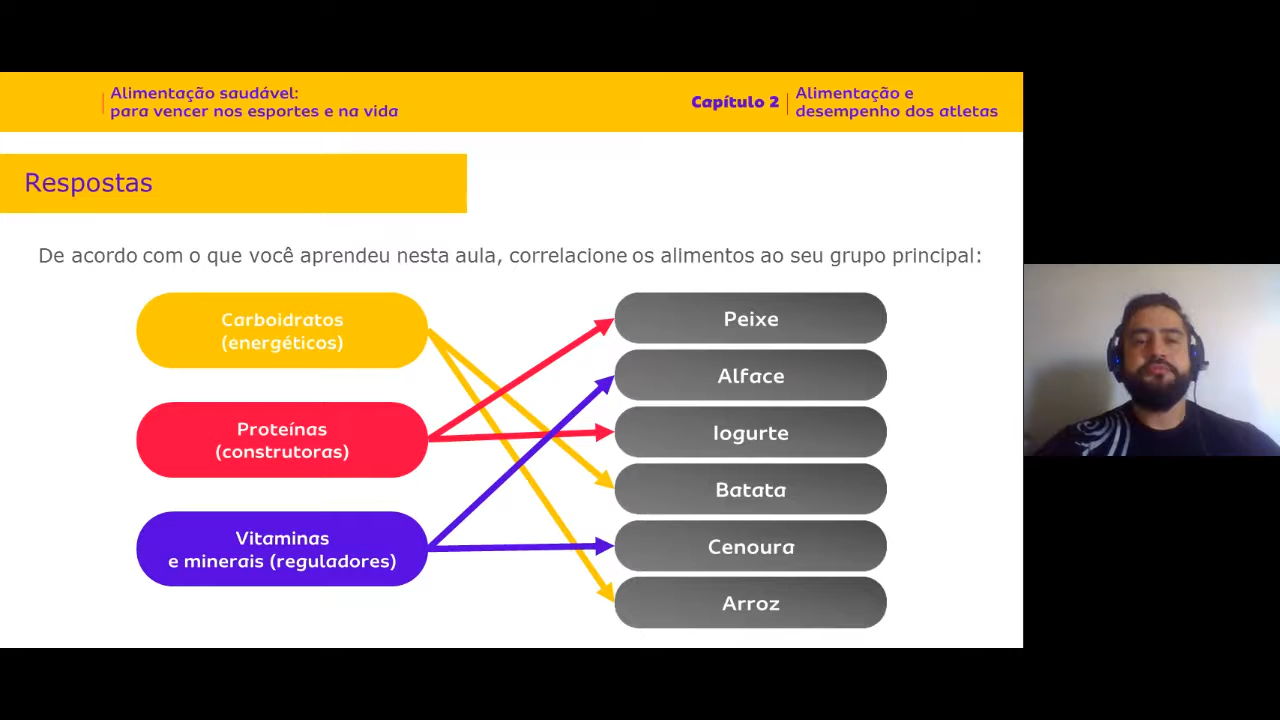 Alimentação saudável:
para vencer nos esportes e na vida
Capítulo 2
Alimentação e
desempenho dos atletas
Respostas
De acordo com o que você aprendeu nesta aula, correlacione os alimentos ao seu grupo principal:
Carboidratos
(energéticos)
Proteínas
(construtoras)
Vitaminas
e minerais (reguladores)
Peixe
Alface
Iogurte
Batata
Cenoura
Arroz